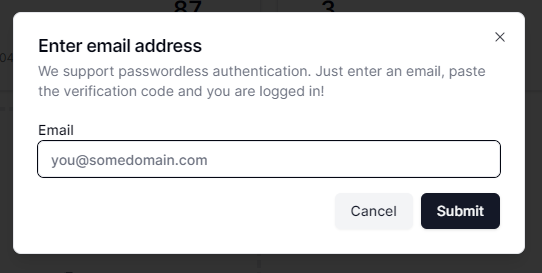 87 3
04
Enter email address
We support passwordless authentication. Just enter an email, paste
the verification code and you are logged in!
Email
you@somedomain.com
Cancel Submit